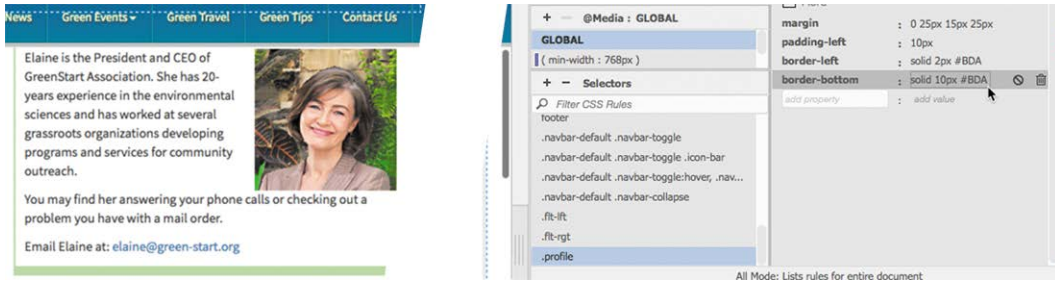 News Green Events Green Travel Green Tips Contact Us
Elaine is the President and CEO of
GreenStart Association. She has 20-
years experience in the environmental
sciences and has worked at several
grassroots organizations developing
programs and services for community
outreach.
You may find her answering your phone calls or checking out a
problem you have with a mail order.
Email Elaine at: elaine@green-start.org
+ − @Media : GLOBAL
GLOBAL
( min-width : 768px )
+ − Selectors
Filter CSS Rules
footer
.navbar-default .navbar-toggle
.navbar-default .navbar-toggle .icon-bar
.navbar-default .navbar-toggle:hover, .nav...
.navbar-default .navbar-collapse
.flt-lft
.flt-rgt
.profile
margin : 0 25px 15px 25px
padding-left : 10px
border-left : solid 2px #BDA
border-bottom : solid 10px #BDA
add property : add value
All Mode: Lists rules for entire document